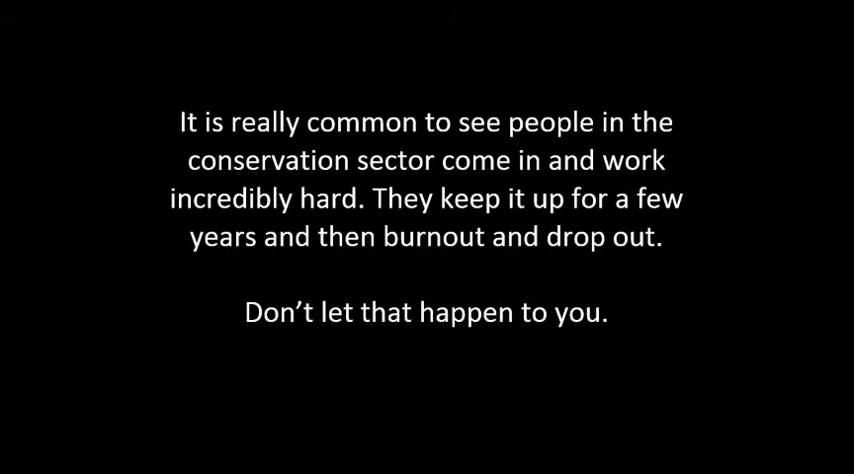 It is really common to see people in the
conservation sector come in and work
incredibly hard. They keep it up for a few
years and then burnout and drop out.
Don’t let that happen to you.